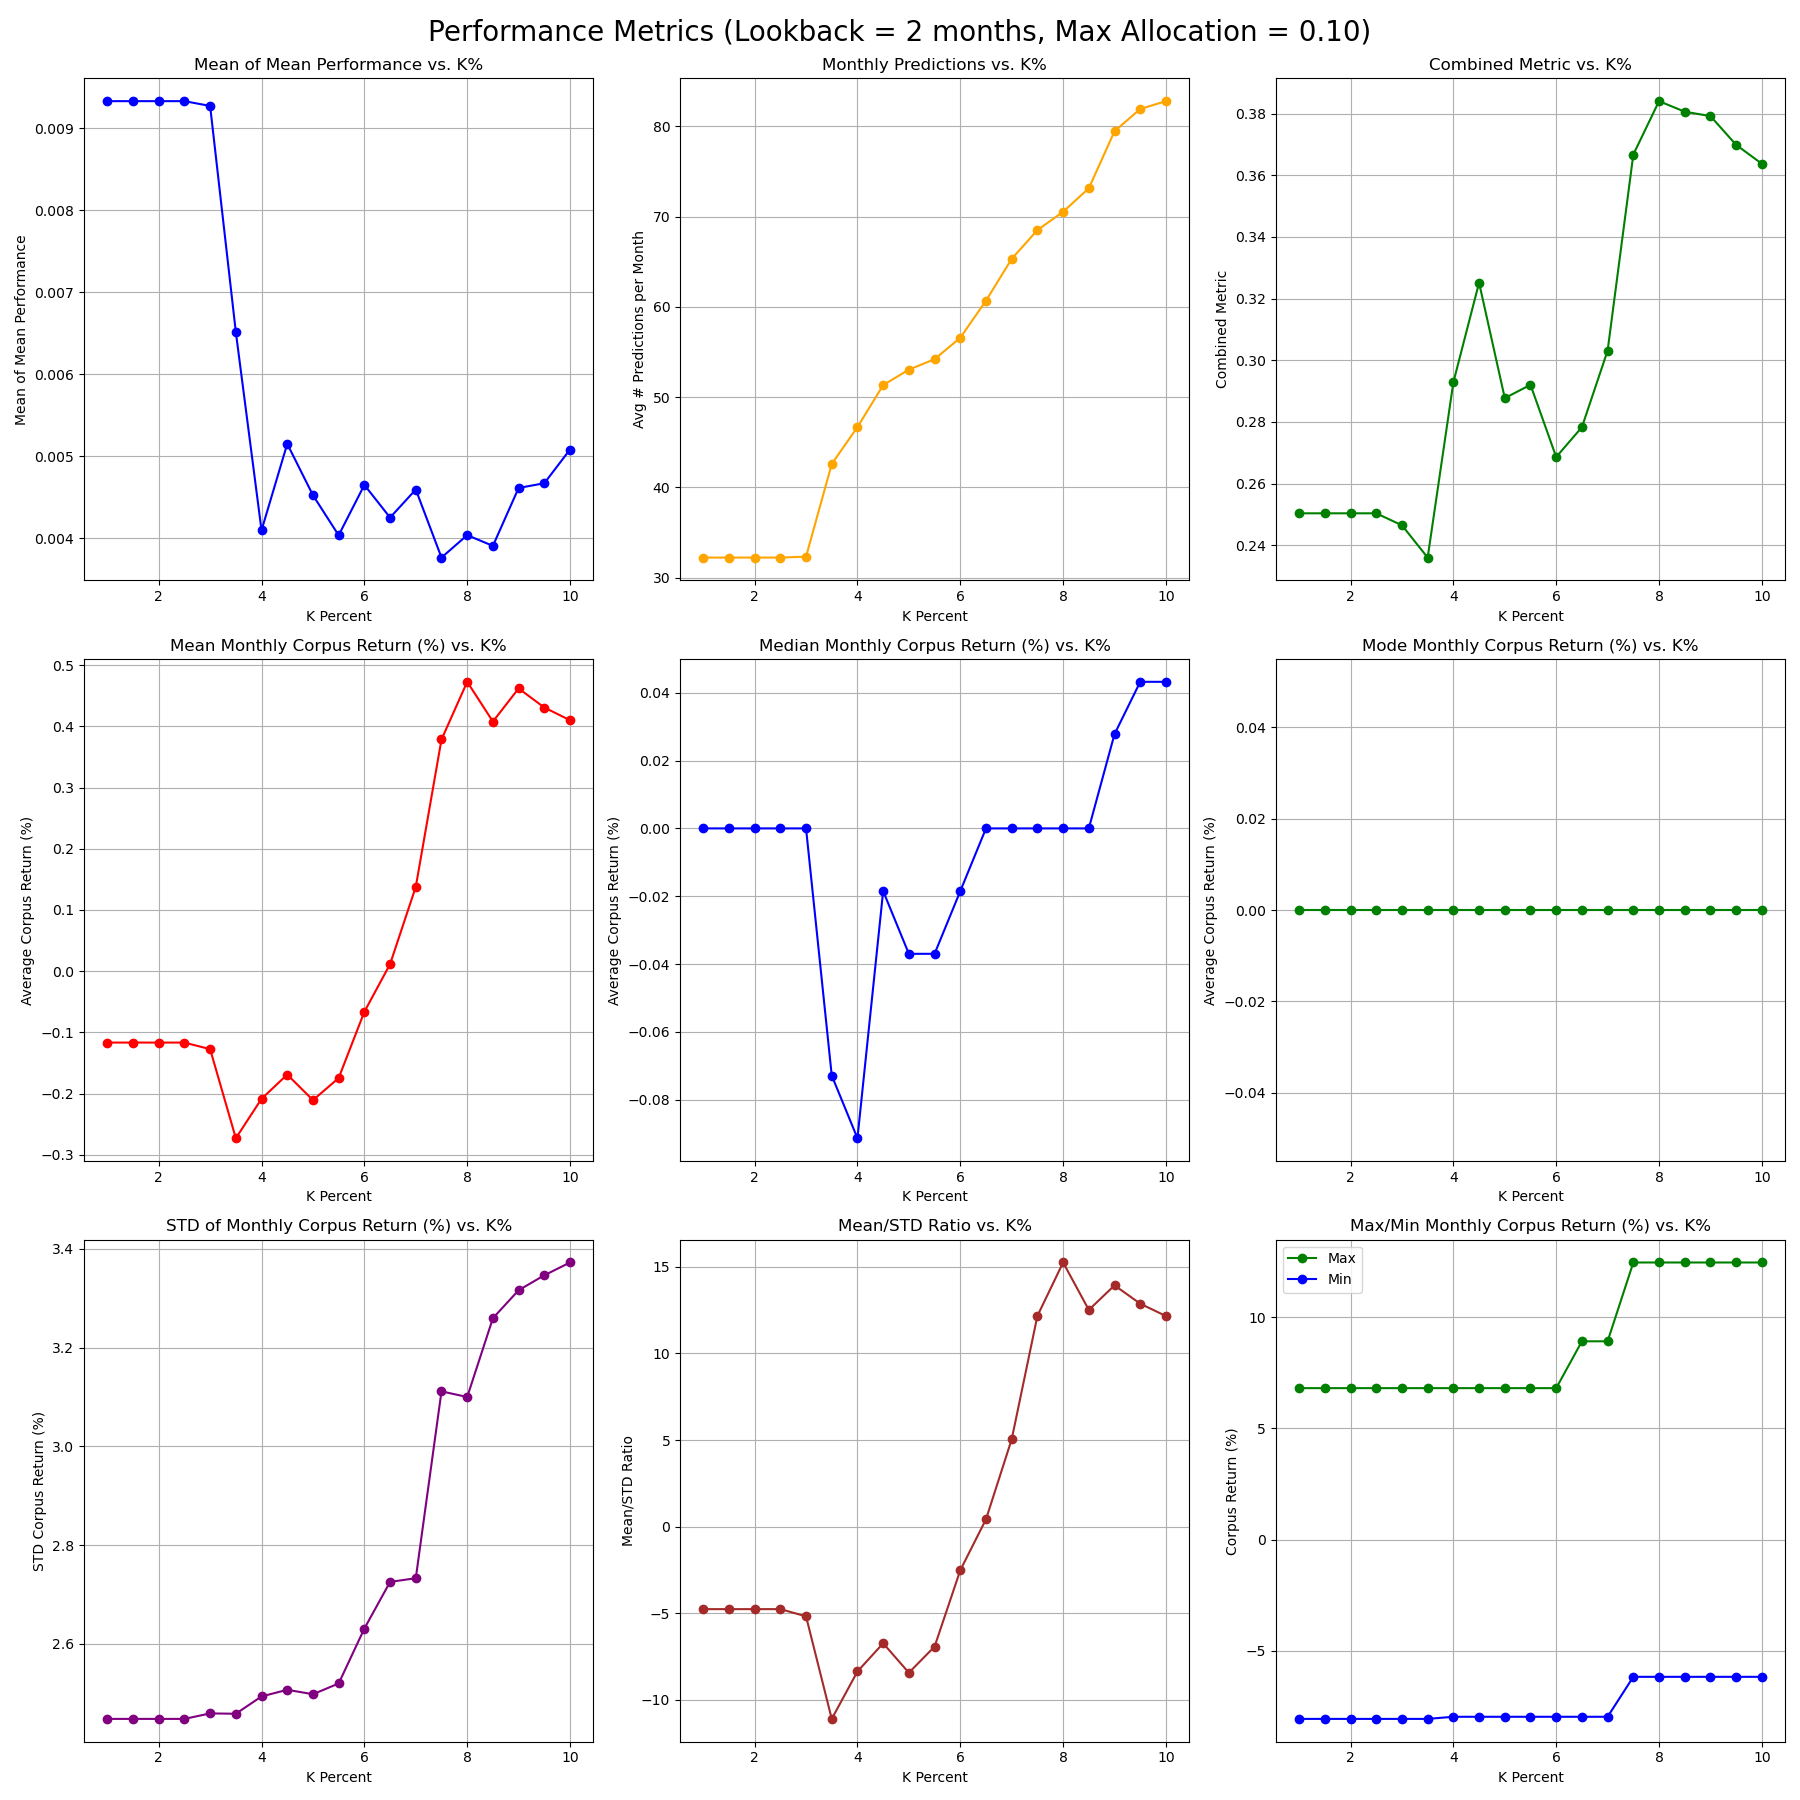 Performance Metrics (Lookback = 2 months, Max Allocation = 0.10)
Mean of Mean Performance vs. K%
Mean of Mean Performance
0.009
0.008
0.007
0.006
0.005
0.004
2 4 6 8 10
K Percent
Monthly Predictions vs. K%
Avg # Predictions per Month
80
70
60
50
40
30
2 4 6 8 10
K Percent
Combined Metric vs. K%
Combined Metric
0.38
0.36
0.34
0.32
0.30
0.28
0.26
0.24
2 4 6 8 10
K Percent
Mean Monthly Corpus Return (%) vs. K%
Average Corpus Return (%)
0.5
0.4
0.3
0.2
0.1
0.0
−0.1
−0.2
−0.3
2 4 6 8 10
K Percent
Median Monthly Corpus Return (%) vs. K%
Average Corpus Return (%)
0.04
0.02
0.00
−0.02
−0.04
−0.06
−0.08
2 4 6 8 10
K Percent
Mode Monthly Corpus Return (%) vs. K%
Average Corpus Return (%)
0.04
0.02
0.00
−0.02
−0.04
2 4 6 8 10
K Percent
STD of Monthly Corpus Return (%) vs. K%
STD Corpus Return (%)
3.4
3.2
3.0
2.8
2.6
2 4 6 8 10
K Percent
Mean/STD Ratio vs. K%
Mean/STD Ratio
15
10
5
0
−5
−10
2 4 6 8 10
K Percent
Max/Min Monthly Corpus Return (%) vs. K%
Max
Min
Corpus Return (%)
10
5
0
−5
2 4 6 8 10
K Percent